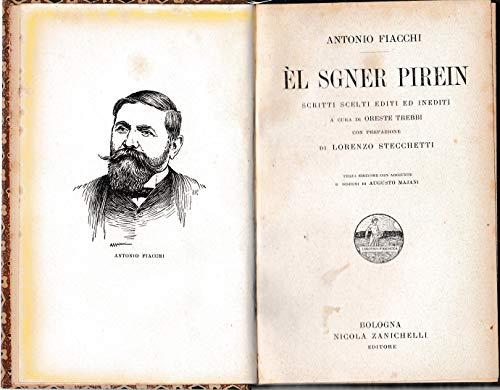 ANTONIO FIACCHI
ANTONIO FIACCHI
ÈL SGNER PIREIN
SCRITTI SCELTI EDITI ED INEDITI
A CURA DI ORESTE TREBBI
CON PREFAZIONE
DI LORENZO STECCHETTI
TERZA EDIZIONE CON AGGIUNTE
E DISEGNI DI AUGUSTO MAJANI
BOLOGNA
NICOLA ZANICHELLI
EDITORE